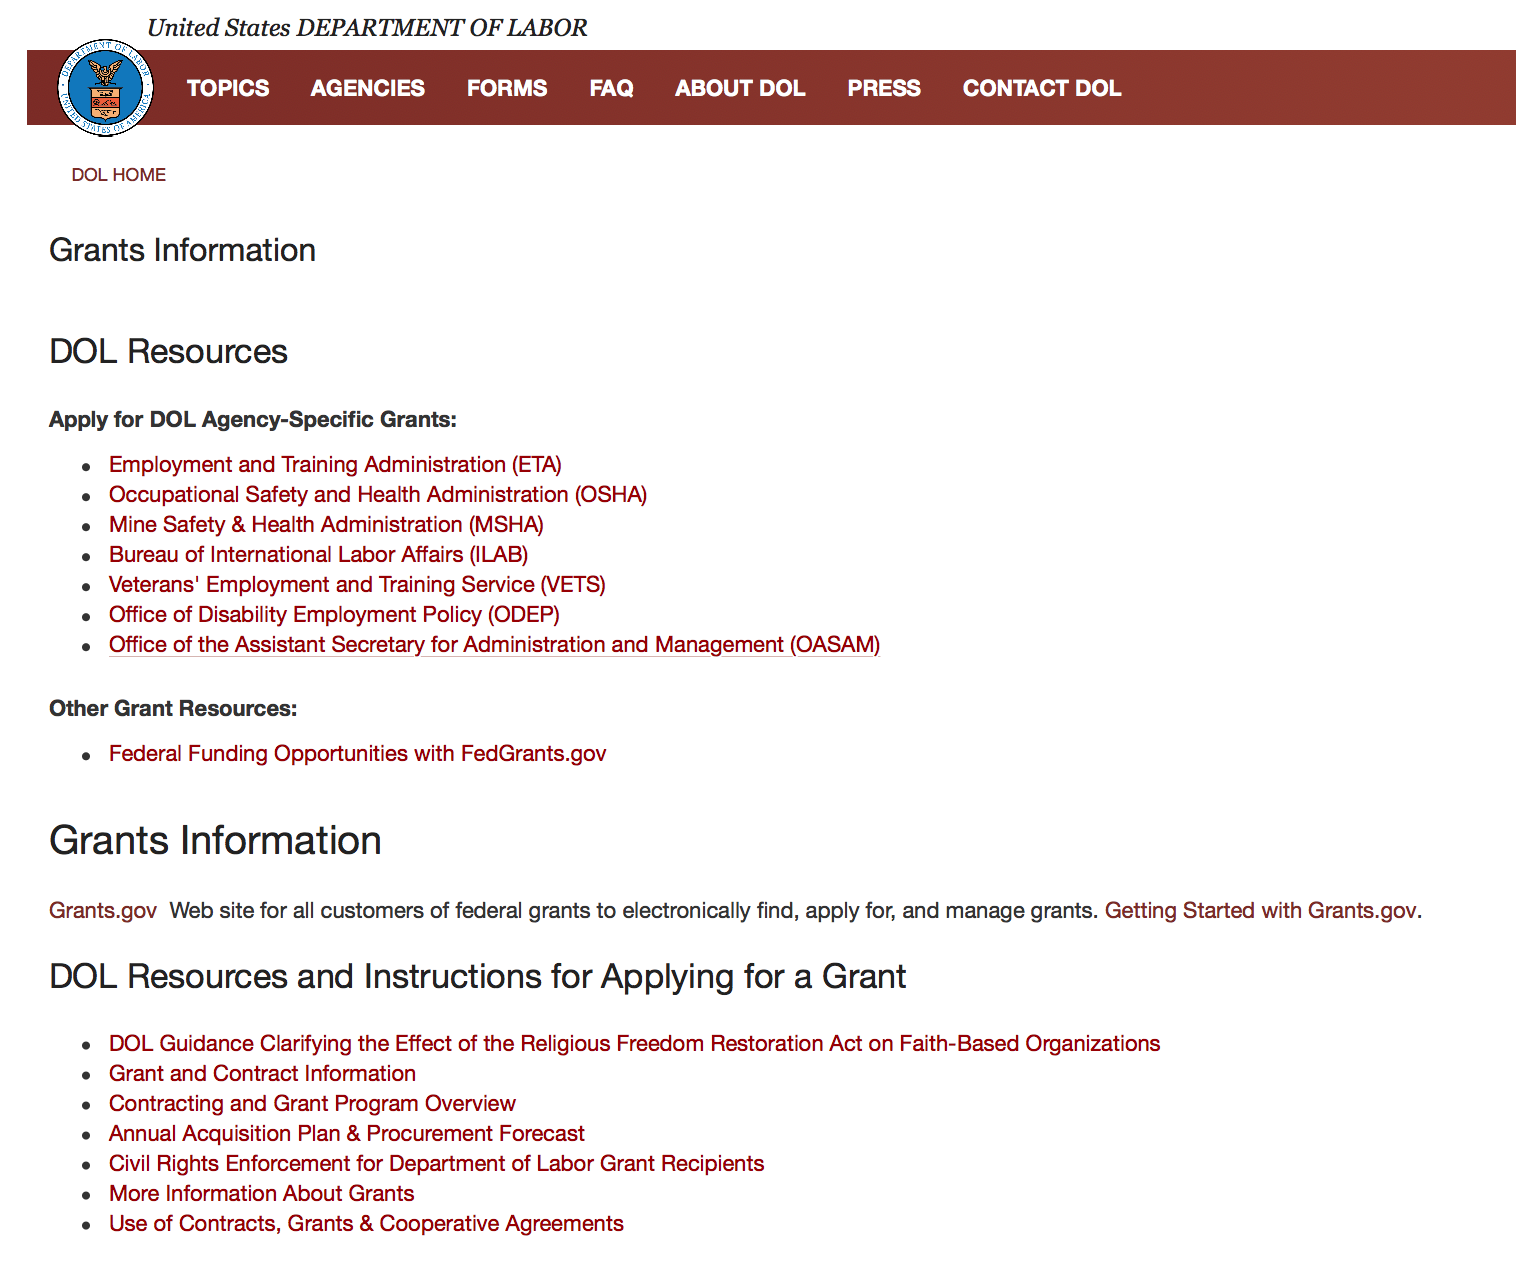 United States DEPARTMENT OF LABOR
DEPARTMENT OF LABOR
UNITED STATES OF AMERICA
TOPICS AGENCIES FORMS FAQ ABOUT DOL PRESS CONTACT DOL
DOL HOME
Grants Information
DOL Resources
Apply for DOL Agency-Specific Grants:
Employment and Training Administration (ETA)
Occupational Safety and Health Administration (OSHA)
Mine Safety & Health Administration (MSHA)
Bureau of International Labor Affairs (ILAB)
Veterans' Employment and Training Service (VETS)
Office of Disability Employment Policy (ODEP)
Office of the Assistant Secretary for Administration and Management (OASAM)
Other Grant Resources:
Federal Funding Opportunities with FedGrants.gov
Grants Information
Grants.gov Web site for all customers of federal grants to electronically find, apply for, and manage grants. Getting Started with Grants.gov.
DOL Resources and Instructions for Applying for a Grant
DOL Guidance Clarifying the Effect of the Religious Freedom Restoration Act on Faith-Based Organizations
Grant and Contract Information
Contracting and Grant Program Overview
Annual Acquisition Plan & Procurement Forecast
Civil Rights Enforcement for Department of Labor Grant Recipients
More Information About Grants
Use of Contracts, Grants & Cooperative Agreements